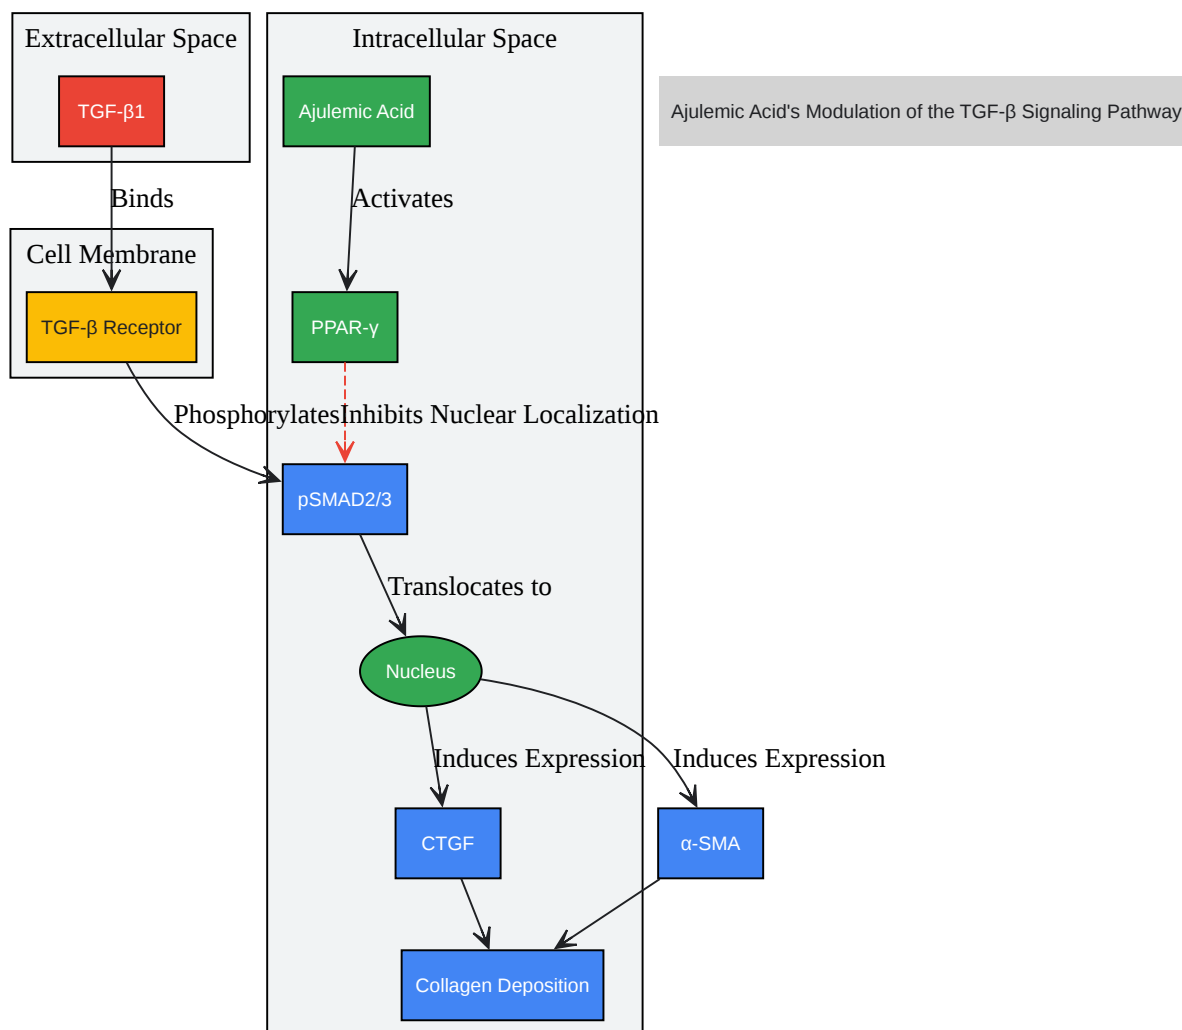 Extracellular Space
Intracellular Space
TGF-β1
Ajulemic Acid
Ajulemic Acid's Modulation of the TGF-β Signaling Pathway
Binds
Activates
Cell Membrane
TGF-β Receptor
PPAR-γ
Phosphorylates
Inhibits Nuclear Localization
pSMAD2/3
Translocates to
Nucleus
Induces Expression
Induces Expression
CTGF
α-SMA
Collagen Deposition